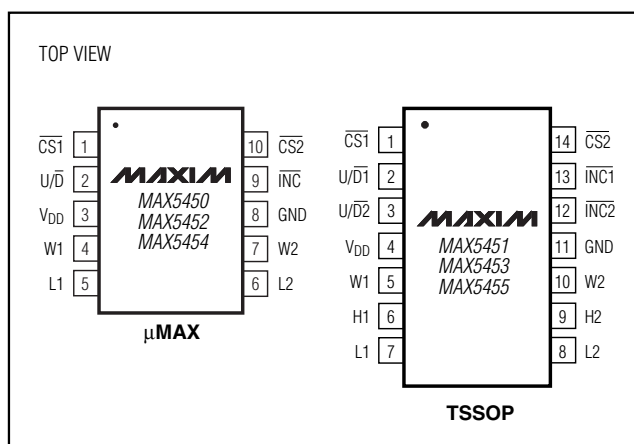 TOP VIEW
CS1 1
U/D 2
VDD 3
W1 4
L1 5
MAXIM
MAX5450
MAX5452
MAX5454
10 CS2
9 INC
8 GND
7 W2
6 L2
µMAX
CS1 1
U/D1 2
U/D2 3
VDD 4
W1 5
H1 6
L1 7
MAXIM
MAX5451
MAX5453
MAX5455
14 CS2
13 INC1
12 INC2
11 GND
10 W2
9 H2
8 L2
TSSOP